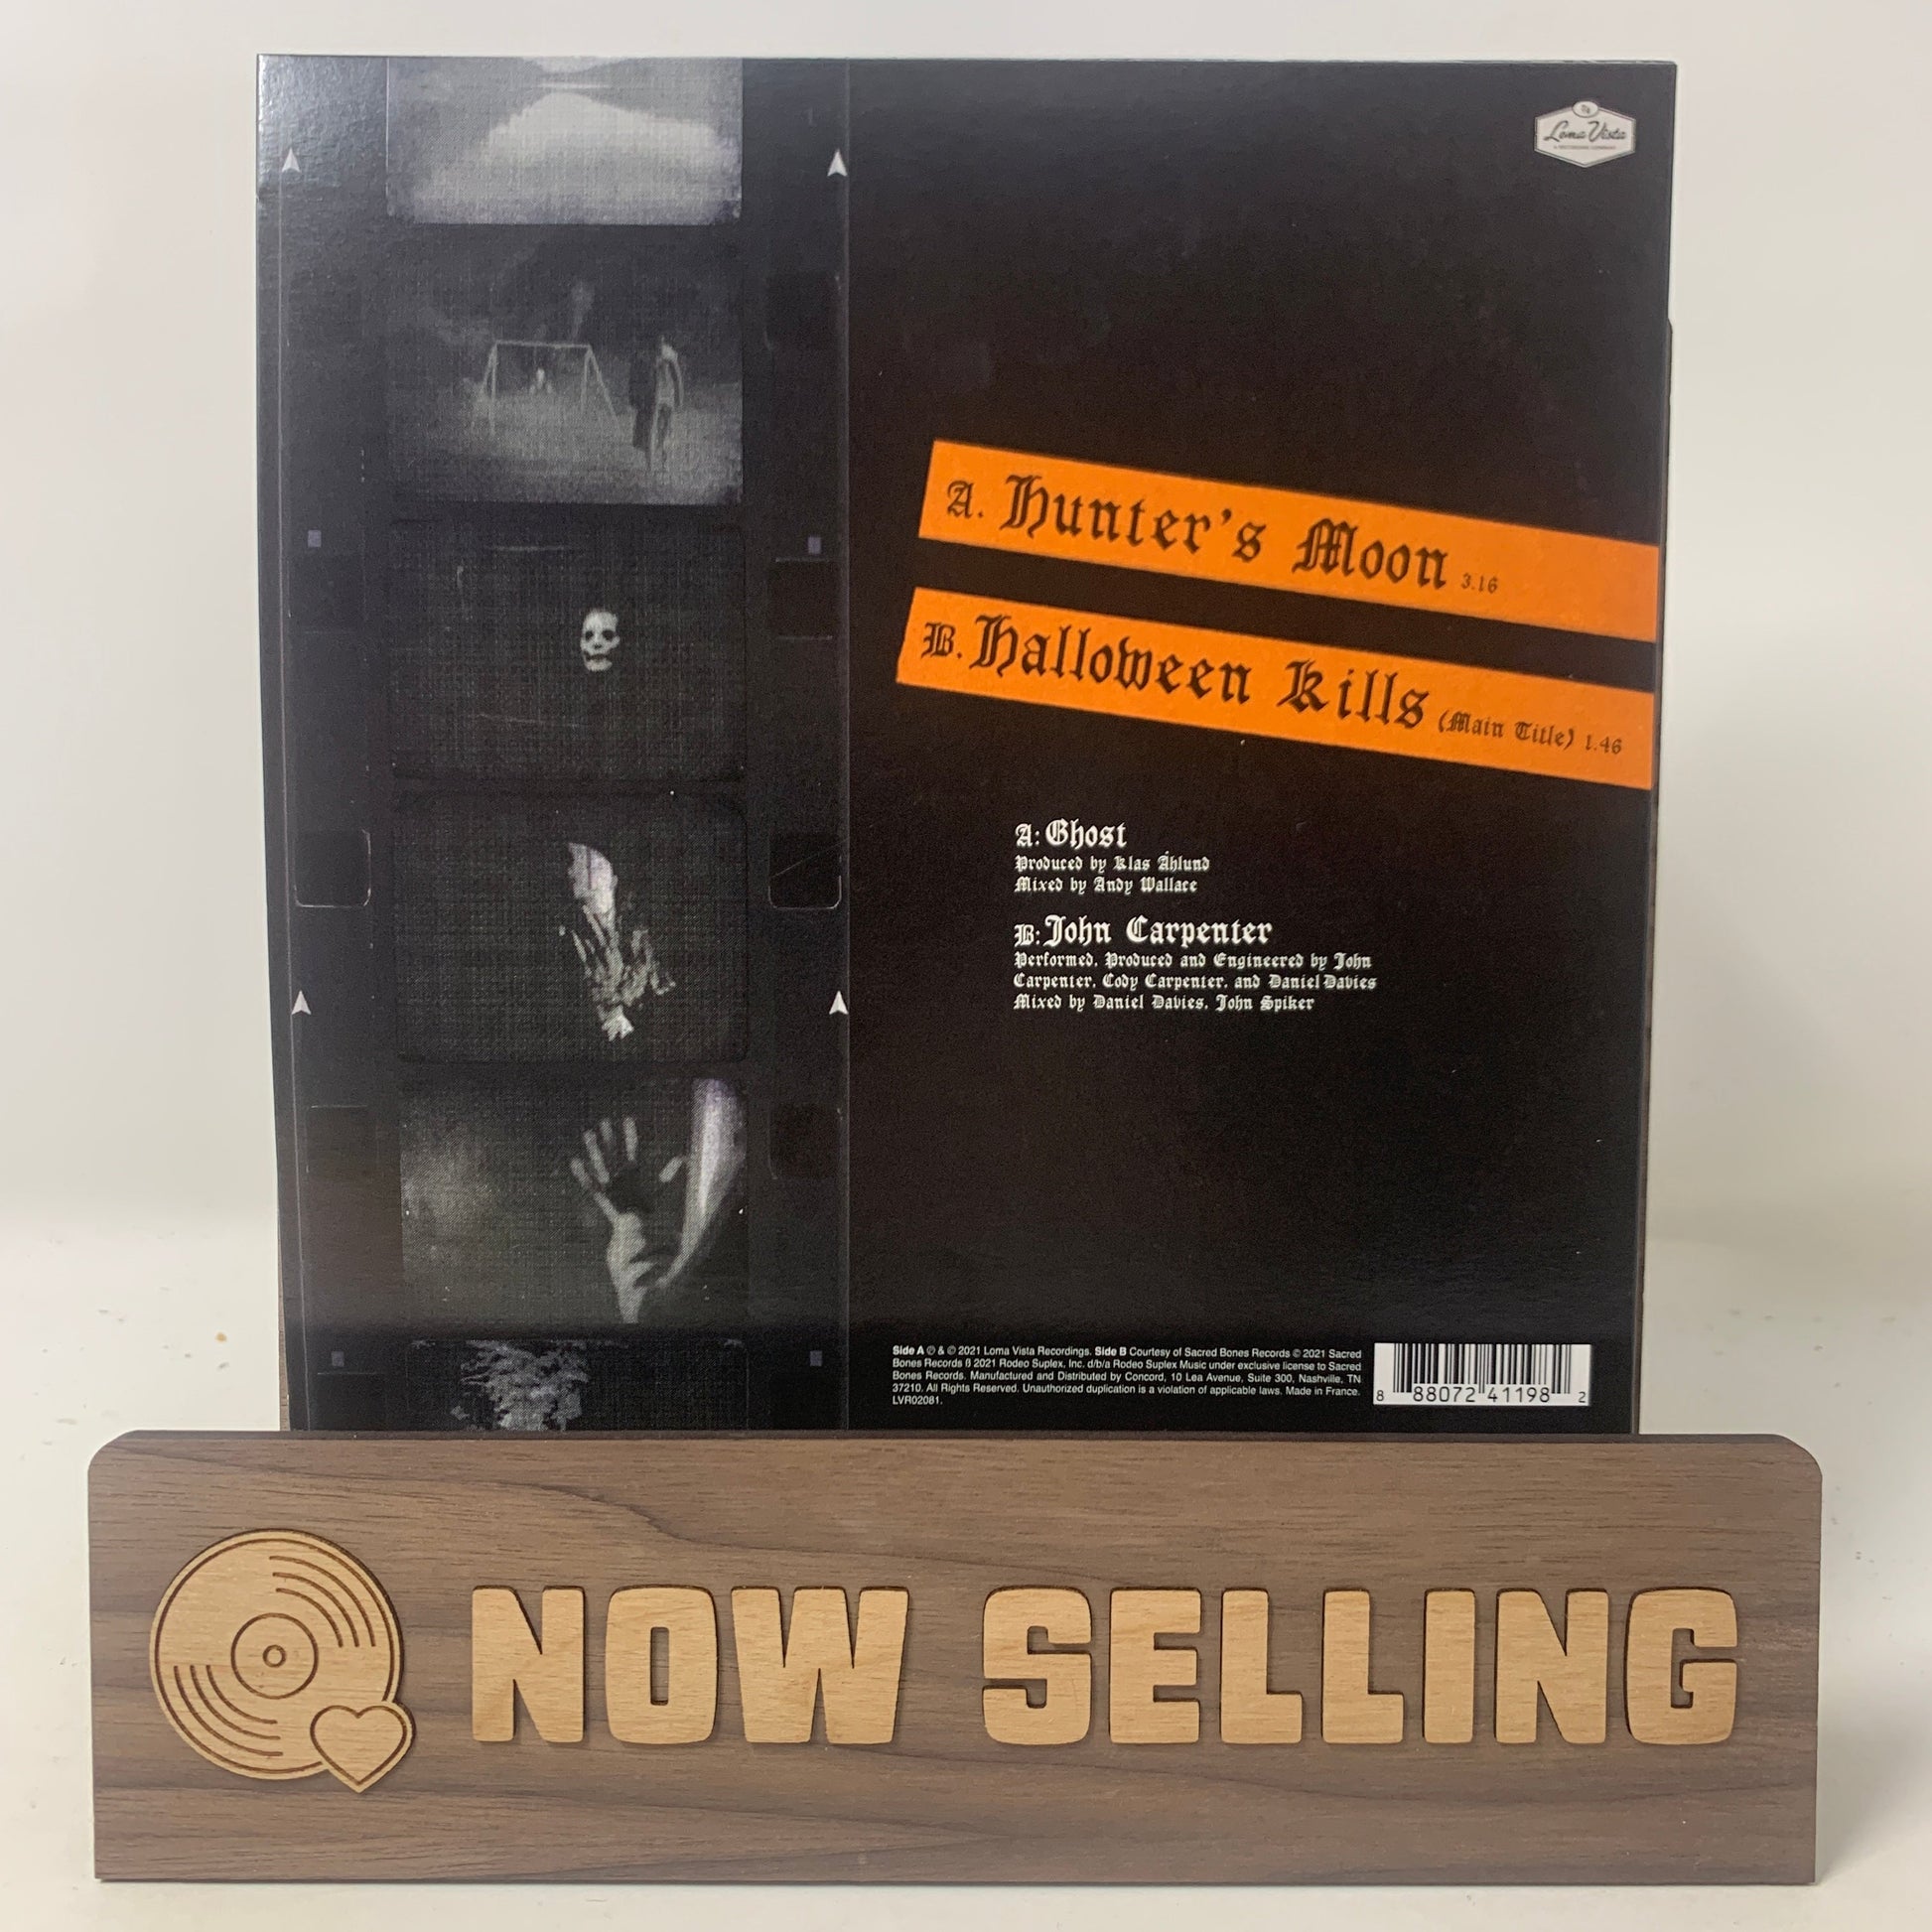 Loma Vista
A. Hunter's Moon 3.16
B. Halloween Kills (Main Title) 1.46
A: Ghost
Produced by Klas Åhlund
Mixed by Andy Wallace
B: John Carpenter
Performed, Produced and Engineered by John
Carpenter, Cody Carpenter, and Daniel Davies
Mixed by Daniel Davies, John Spiker
Side A ℗ & © 2021 Loma Vista Recordings. Side B Courtesy of Sacred Bones Records © 2021 Sacred
Bones Records ß 2021 Rodeo Suplex, Inc. d/b/a Rodeo Suplex Music under exclusive license to Sacred
Bones Records. Manufactured and Distributed by Concord, 10 Lea Avenue, Suite 300, Nashville, TN
37210. All Rights Reserved. Unauthorized duplication is a violation of applicable laws. Made in France.
LVR02081.
8 88072 41198 2
NOW SELLING